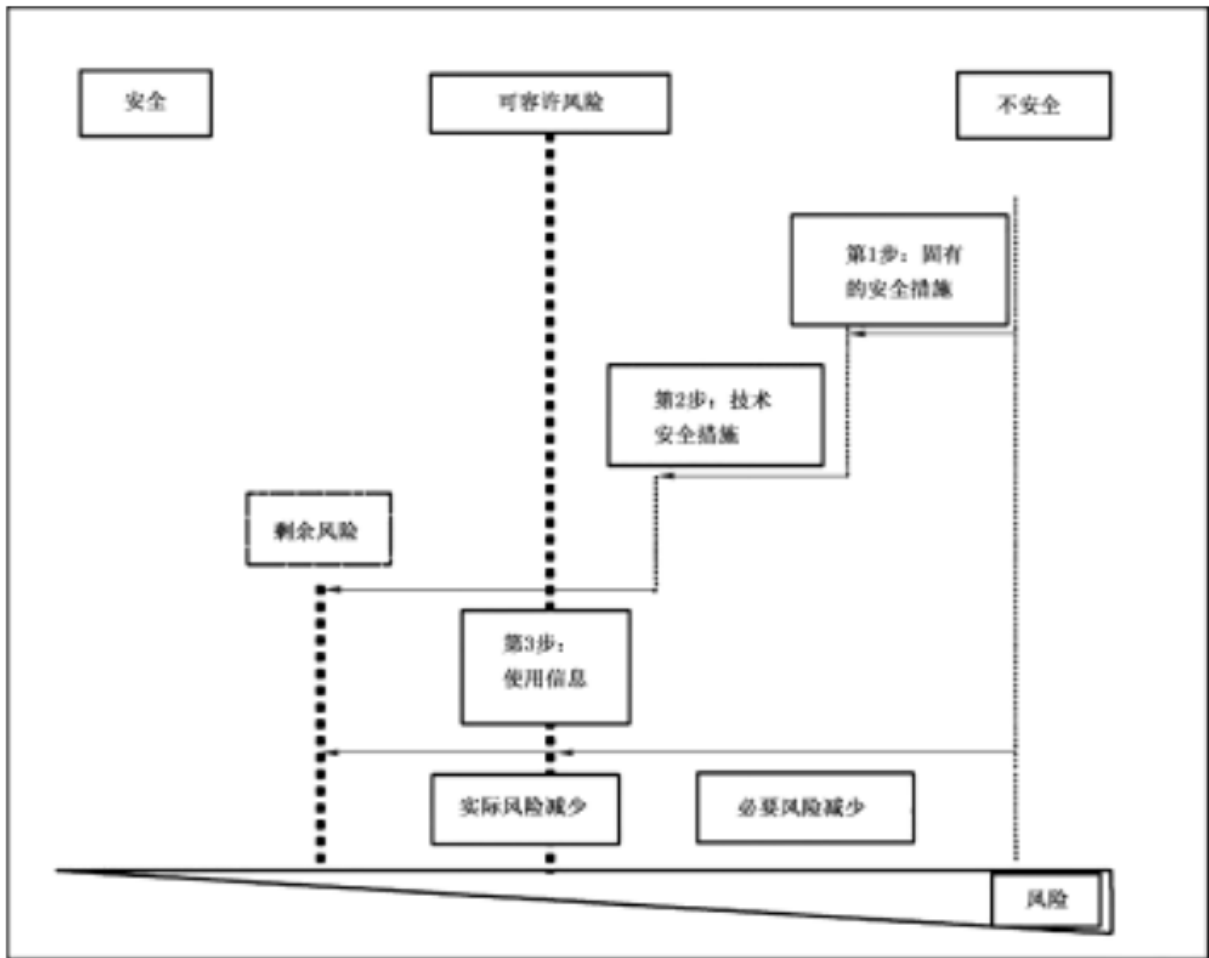 安全
可容许风险
不安全
第1步：固有
的安全措施
第2步：技术
安全措施
剩余风险
第3步：
使用信息
实际风险减少
必要风险减少
风险